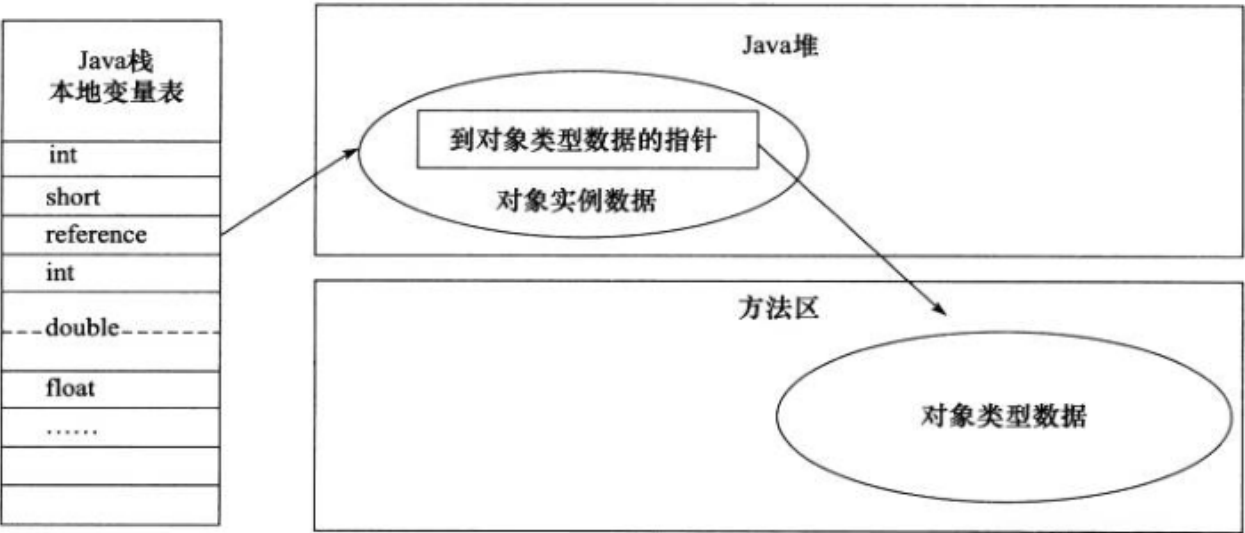 Java栈
本地变量表
int
short
reference
int
double
float
……
Java堆
到对象类型数据的指针
对象实例数据
方法区
对象类型数据